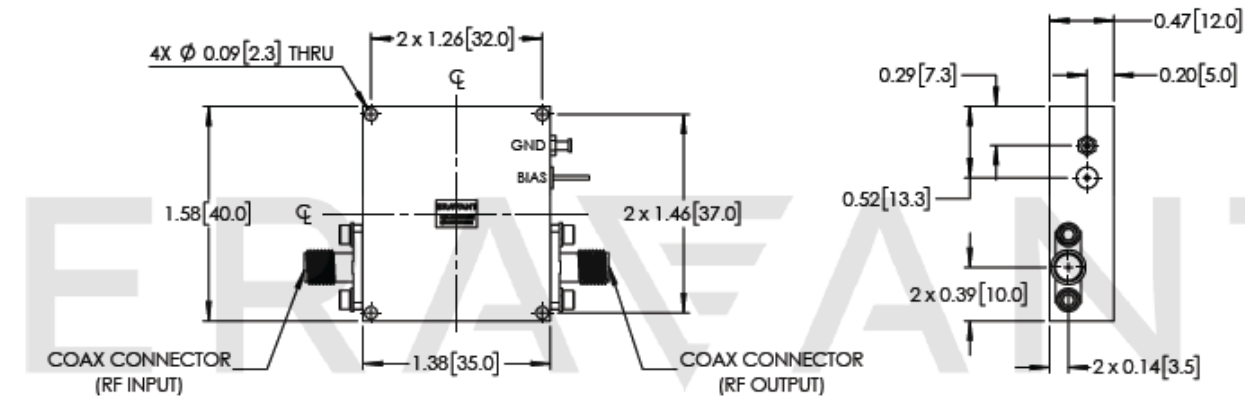 4X Ø 0.09[2.3] THRU
2 x 1.26[32.0]
℄
GND
BIAS
1.58[40.0]
℄
ERAVANT
2 x 1.46[37.0]
COAX CONNECTOR
(RF INPUT)
1.38[35.0]
COAX CONNECTOR
(RF OUTPUT)
0.47[12.0]
0.29[7.3]
0.20[5.0]
0.52[13.3]
2 x 0.39[10.0]
2 x 0.14[3.5]
ERAVANT